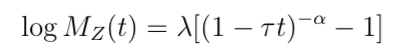 log M_Z(t) = λ[(1 − τt)^{−α} − 1]